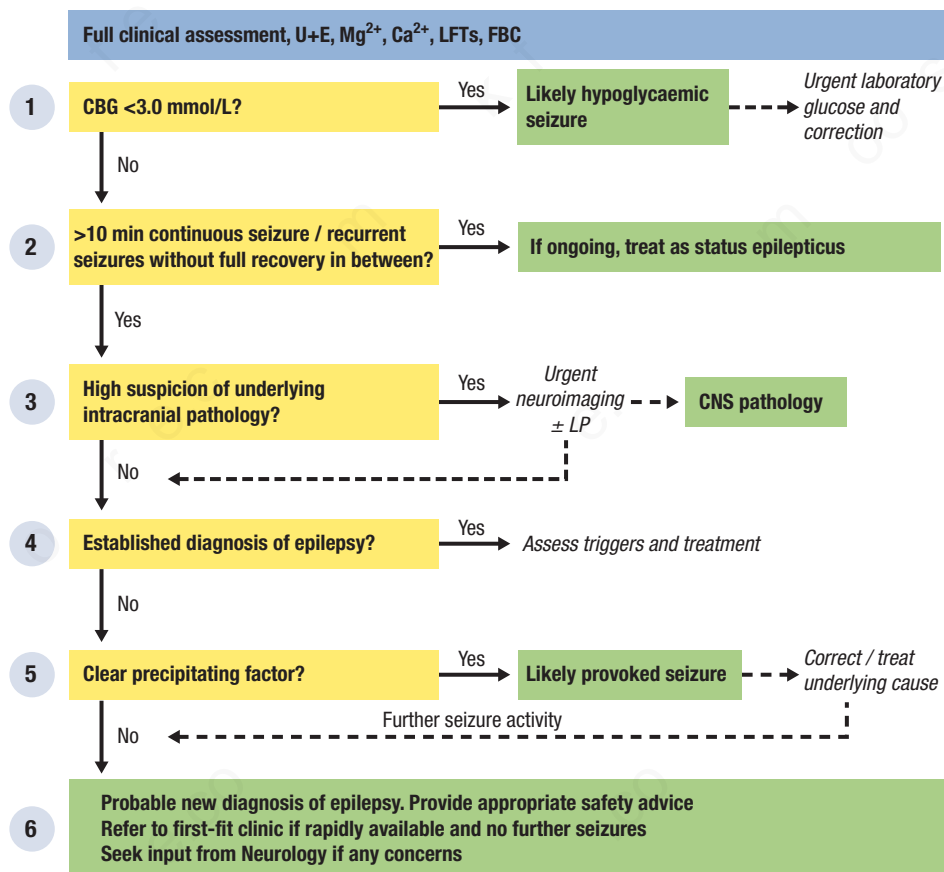 Full clinical assessment, U+E, Mg²⁺, Ca²⁺, LFTs, FBC
1
CBG <3.0 mmol/L?
Yes
Likely hypoglycaemic
seizure
Urgent laboratory
glucose and
correction
No
2
>10 min continuous seizure / recurrent
seizures without full recovery in between?
Yes
If ongoing, treat as status epilepticus
Yes
3
High suspicion of underlying
intracranial pathology?
Yes
Urgent
neuroimaging
± LP
CNS pathology
No
4
Established diagnosis of epilepsy?
Yes
Assess triggers and treatment
No
5
Clear precipitating factor?
Yes
Likely provoked seizure
Correct / treat
underlying cause
Further seizure activity
No
6
Probable new diagnosis of epilepsy. Provide appropriate safety advice
Refer to first-fit clinic if rapidly available and no further seizures
Seek input from Neurology if any concerns